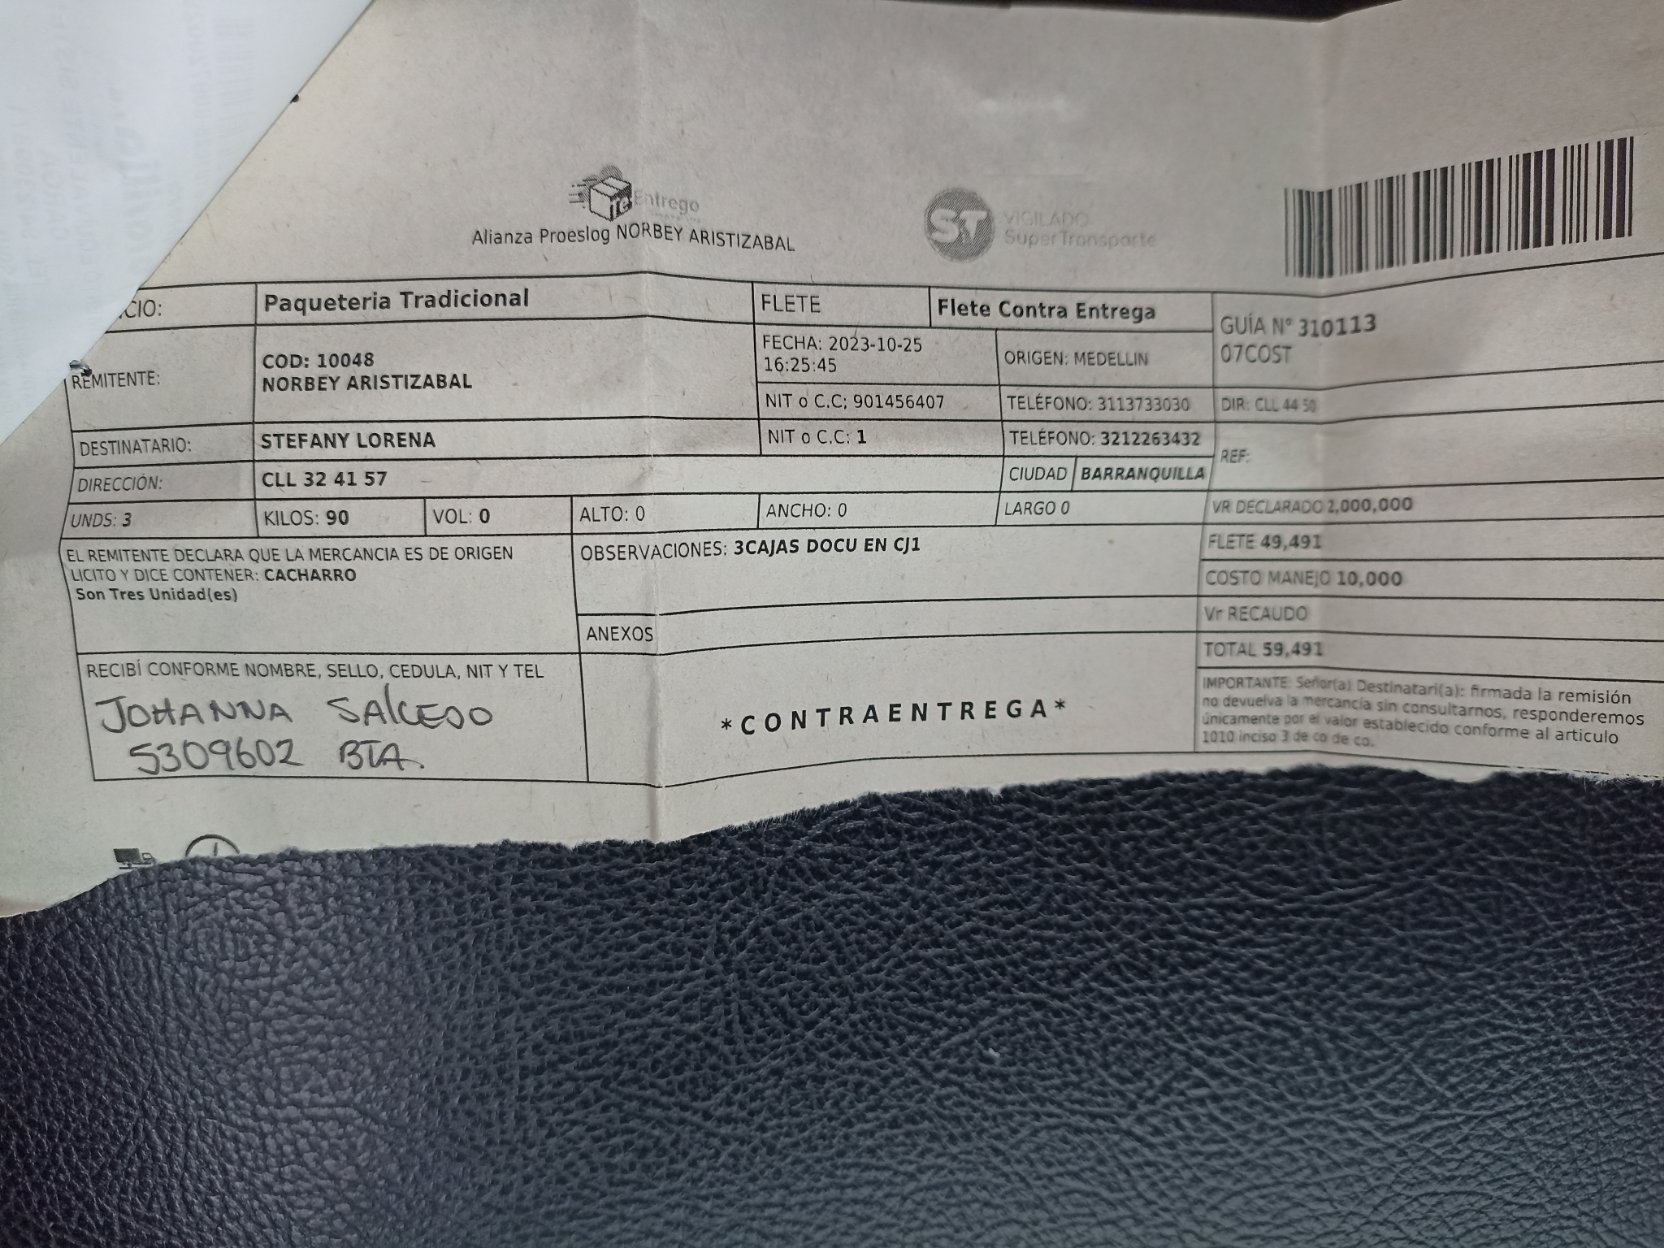 Entrego
Alianza Proeslog NORBEY ARISTIZABAL
ST
VIGILADO
SuperTransporte
CIO:
Paqueteria Tradicional
FLETE
Flete Contra Entrega
GUÍA N° 310113
07COST
REMITENTE:
COD: 10048
NORBEY ARISTIZABAL
FECHA: 2023-10-25
16:25:45
ORIGEN: MEDELLIN
NIT o C.C; 901456407
TELÉFONO: 3113733030
DIR: CLL 44 50
DESTINATARIO:
STEFANY LORENA
NIT o C.C: 1
TELÉFONO: 3212263432
REF:
DIRECCIÓN:
CLL 32 41 57
CIUDAD
BARRANQUILLA
UNDS: 3
KILOS: 90
VOL: 0
ALTO: 0
ANCHO: 0
LARGO 0
VR DECLARADO 2,000,000
EL REMITENTE DECLARA QUE LA MERCANCIA ES DE ORIGEN
LICITO Y DICE CONTENER: CACHARRO
Son Tres Unidad(es)
OBSERVACIONES: 3CAJAS DOCU EN CJ1
FLETE 49,491
COSTO MANEJO 10,000
ANEXOS
Vr RECAUDO
TOTAL 59,491
RECIBÍ CONFORME NOMBRE, SELLO, CEDULA, NIT Y TEL
JOHANNA SALCEDO
5309602 BTA.
*CONTRAENTREGA*
IMPORTANTE: Señor(a) Destinatari(a): firmada la remisión
no devuelva la mercancía sin consultarnos, responderemos
únicamente por el valor establecido conforme al articulo
1010 inciso 3 de co de co.